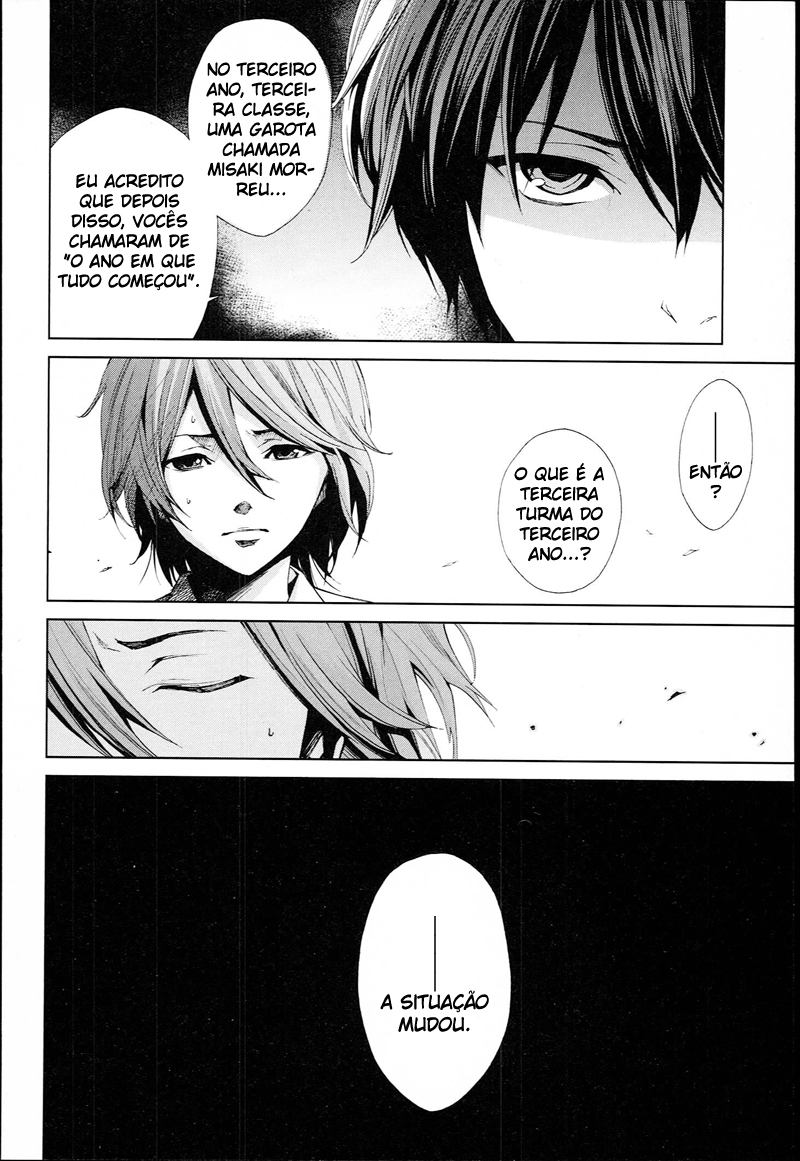 NO TERCEIRO
ANO, TERCEI-
RA CLASSE,
UMA GAROTA
CHAMADA
MISAKI MOR-
REU...
EU ACREDITO
QUE DEPOIS
DISSO, VOCÊS
CHAMARAM DE
"O ANO EM QUE
TUDO COMEÇOU".
ENTÃO
?
O QUE É A
TERCEIRA
TURMA DO
TERCEIRO
ANO...?
A SITUAÇÃO
MUDOU.